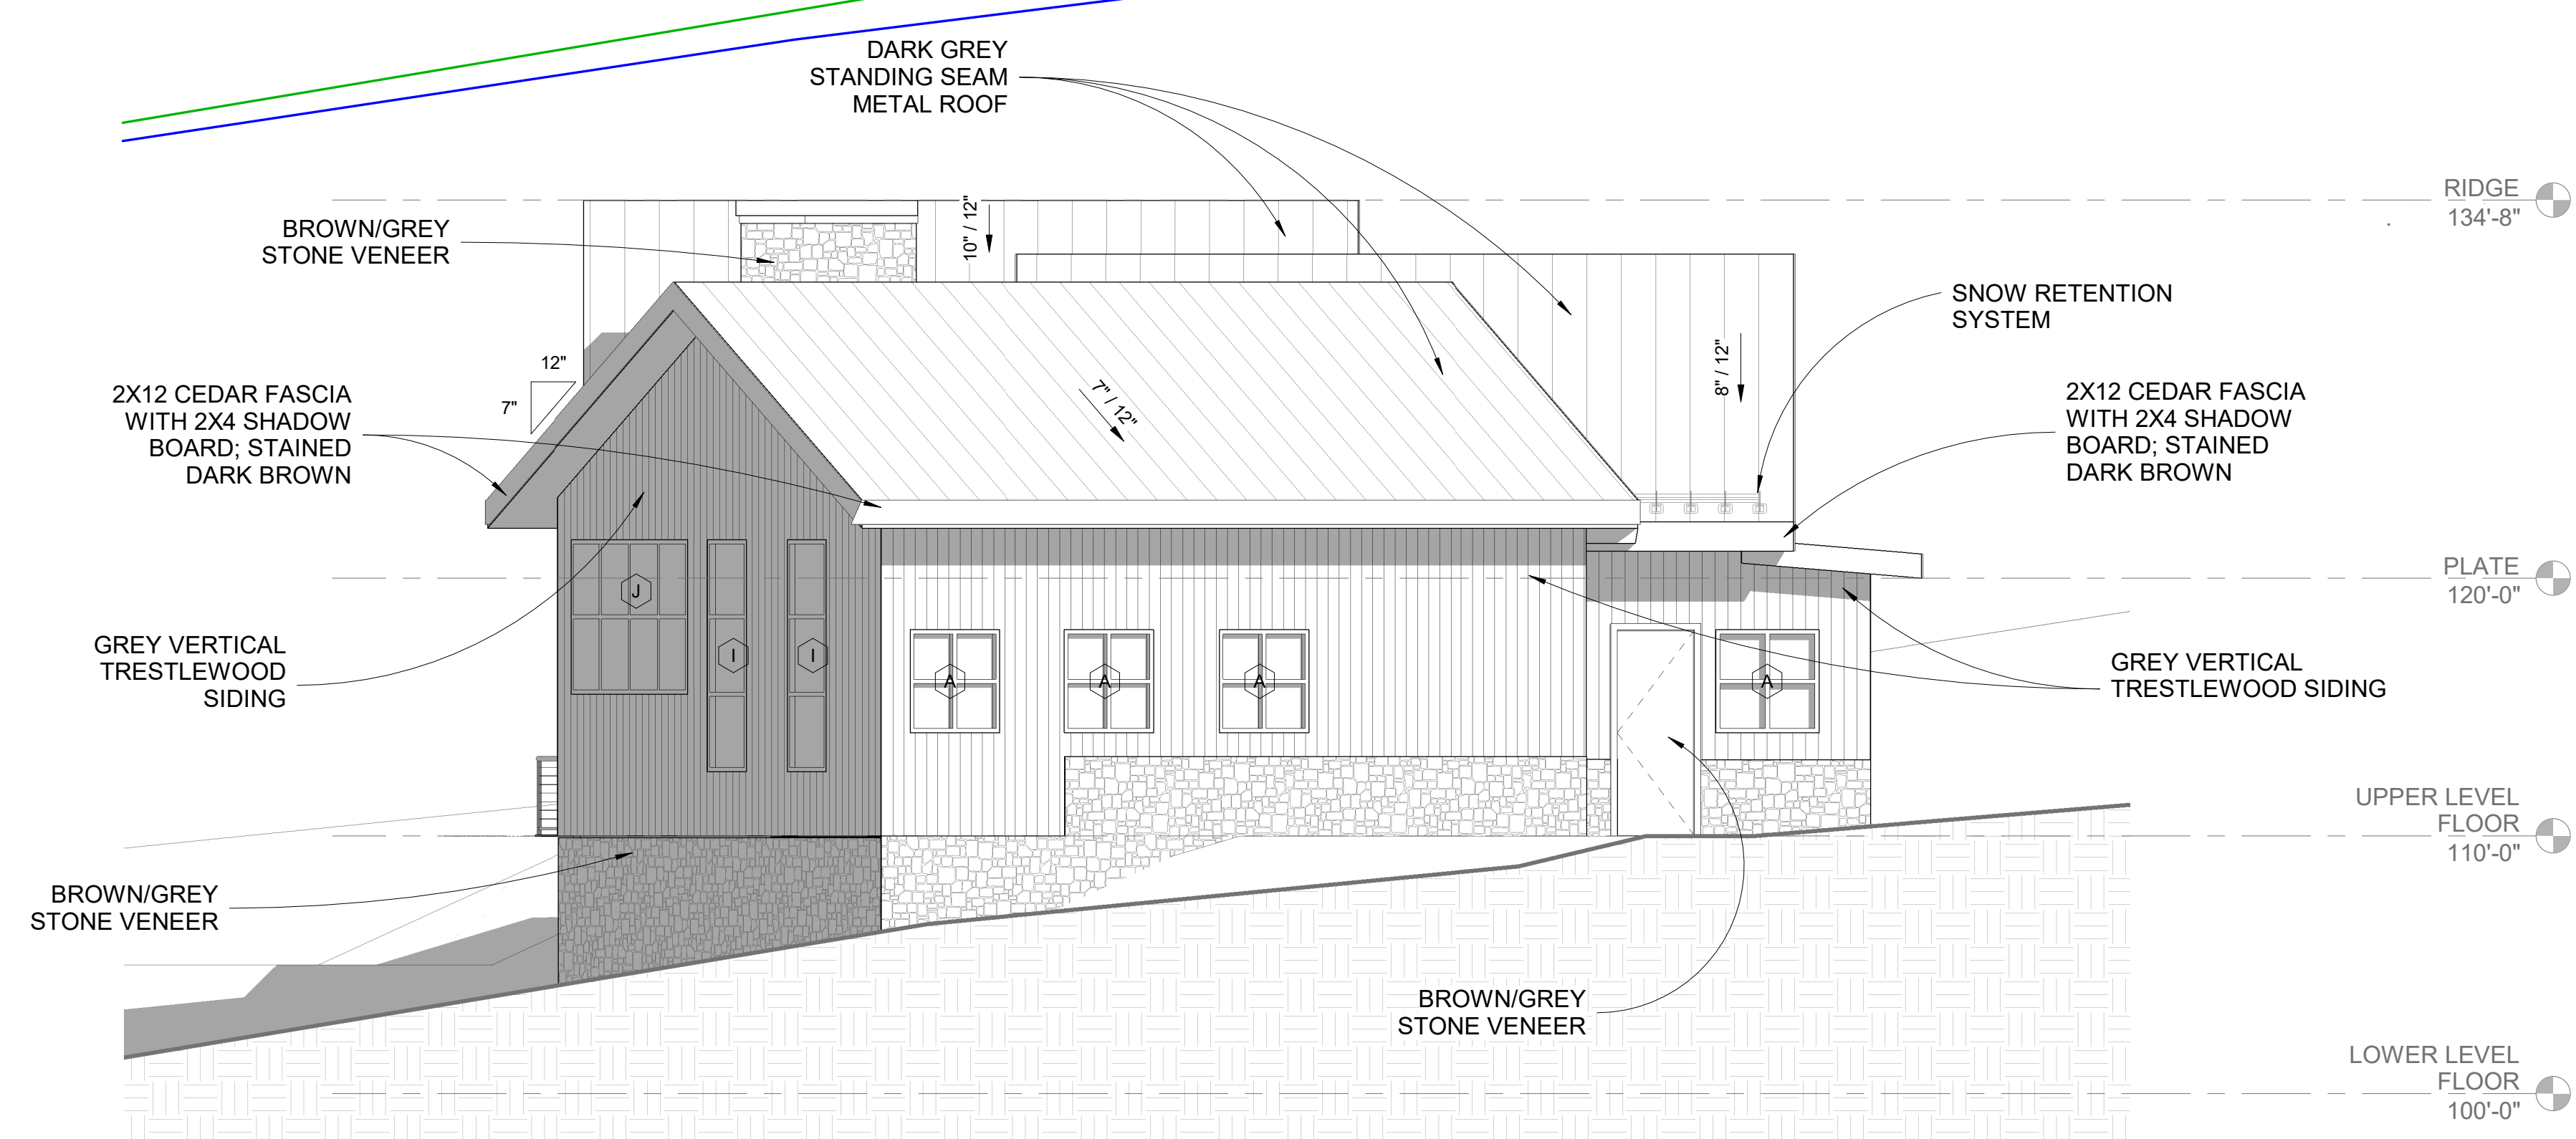 DARK GREY
STANDING SEAM
METAL ROOF
RIDGE
134'-8"
BROWN/GREY
STONE VENEER
10" / 12"
SNOW RETENTION
SYSTEM
8" / 12"
12"
7"
7" / 12"
2X12 CEDAR FASCIA
WITH 2X4 SHADOW
BOARD; STAINED
DARK BROWN
2X12 CEDAR FASCIA
WITH 2X4 SHADOW
BOARD; STAINED
DARK BROWN
PLATE
120'-0"
J
I
I
A
A
A
A
GREY VERTICAL
TRESTLEWOOD
SIDING
GREY VERTICAL
TRESTLEWOOD SIDING
UPPER LEVEL
FLOOR
110'-0"
BROWN/GREY
STONE VENEER
BROWN/GREY
STONE VENEER
LOWER LEVEL
FLOOR
100'-0"